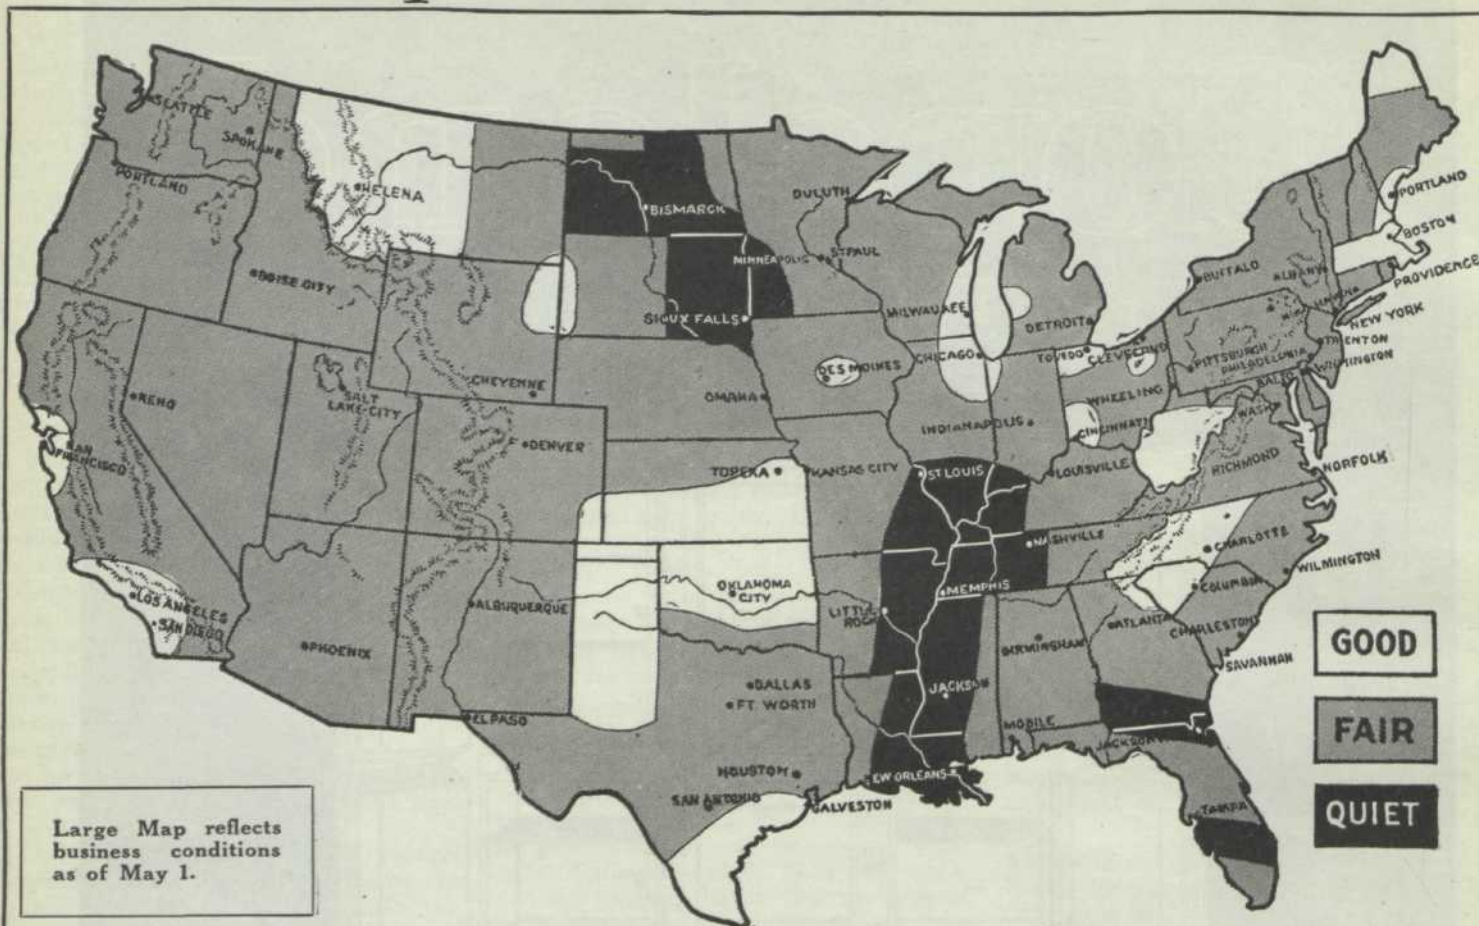 SEATTLE
SPOKANE
PORTLAND
HELENA
BISMARCK
DULUTH
MINNEAPOLIS
ST. PAUL
PORTLAND
BOSTON
BUFFALO
ALBANY
PROVIDENCE
BOISE CITY
SIOUX FALLS
MILWAUKEE
DETROIT
NEW YORK
CHICAGO
TOLEDO
CLEVELAND
PITTSBURGH
PHILADELPHIA
TRENTON
WILMINGTON
DES MOINES
CHEYENNE
OMAHA
RENO
SALT
LAKE CITY
WHEELING
BALTO
WASH
INDIANAPOLIS
CINCINNATI
DENVER
SAN
FRANCISCO
TOPEKA
KANSAS CITY
ST LOUIS
LOUISVILLE
RICHMOND
NORFOLK
NASHVILLE
CHARLOTTE
WILMINGTON
LOS ANGELES
SAN DIEGO
ALBUQUERQUE
OKLAHOMA
CITY
MEMPHIS
COLUMBIA
LITTLE
ROCK
PHOENIX
BIRMINGHAM
ATLANTA
CHARLESTON
SAVANNAH
DALLAS
FT. WORTH
JACKSON
EL PASO
MOBILE
HOUSTON
NEW ORLEANS
SAN ANTONIO
GALVESTON
TAMPA
GOOD
FAIR
QUIET
Large Map reflects
business conditions
as of May 1.